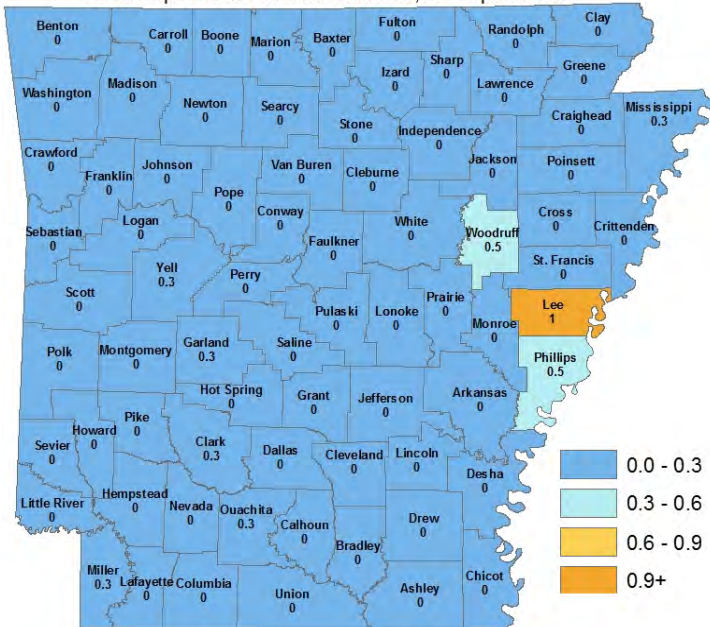 Benton
0
Carroll
0
Boone
0
Marion
0
Baxter
0
Fulton
0
Randolph
0
Clay
0
Izard
0
Sharp
0
Greene
0
Washington
0
Madison
0
Newton
0
Searcy
0
Stone
0
Independence
0
Lawrence
0
Craighead
0
Mississippi
0.3
Crawford
0
Franklin
0
Johnson
0
Pope
0
Van Buren
0
Cleburne
0
Jackson
0
Poinsett
0
Sebastian
0
Logan
0
Conway
0
Faulkner
0
White
0
Woodruff
0.5
Cross
0
Crittenden
0
Scott
0
Yell
0.3
Perry
0
Pulaski
0
Lonoke
0
Prairie
0
Monroe
0
St. Francis
0
Lee
1
Polk
0
Montgomery
0
Garland
0.3
Saline
0
Phillips
0.5
Hot Spring
0
Grant
0
Jefferson
0
Arkansas
0
Sevier
0
Howard
0
Pike
0
Clark
0.3
Dallas
0
Cleveland
0
Lincoln
0
Desha
0
Little River
0
Hempstead
0
Nevada
0
Ouachita
0.3
Calhoun
0
Bradley
0
Drew
0
Miller
0.3
Lafayette
0
Columbia
0
Union
0
Ashley
0
Chicot
0
0.0 - 0.3
0.3 - 0.6
0.6 - 0.9
0.9+